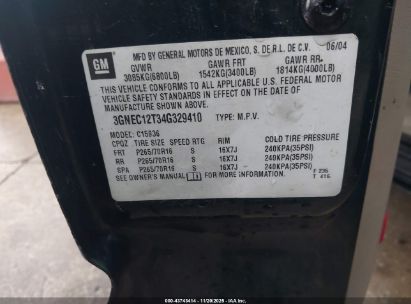 GM
MFD BY GENERAL MOTORS DE MEXICO, S. DE R.L. DE C.V. 06/04
GVWR GAWR FRT GAWR RR
3085KG(6800LB) 1542KG(3400LB) 1814KG(4000LB)
THIS VEHICLE CONFORMS TO ALL APPLICABLE U.S. FEDERAL MOTOR
VEHICLE SAFETY STANDARDS IN EFFECT ON THE DATE OF
MANUFACTURE SHOWN ABOVE.
3GNEC12T34G329410 TYPE: M.P.V.
MODEL: C15936
CPOZ TIRE SIZE SPEED RTG RIM COLD TIRE PRESSURE
FRT P265/70R16 S 16X7J 240KPA(35PSI)
RR P265/70R16 S 16X7J 240KPA(35PSI)
SPA P265/70R16 S 16X7J 240KPA(35PSI)
SEE OWNER'S MANUAL FOR MORE INFORMATION.
T 416